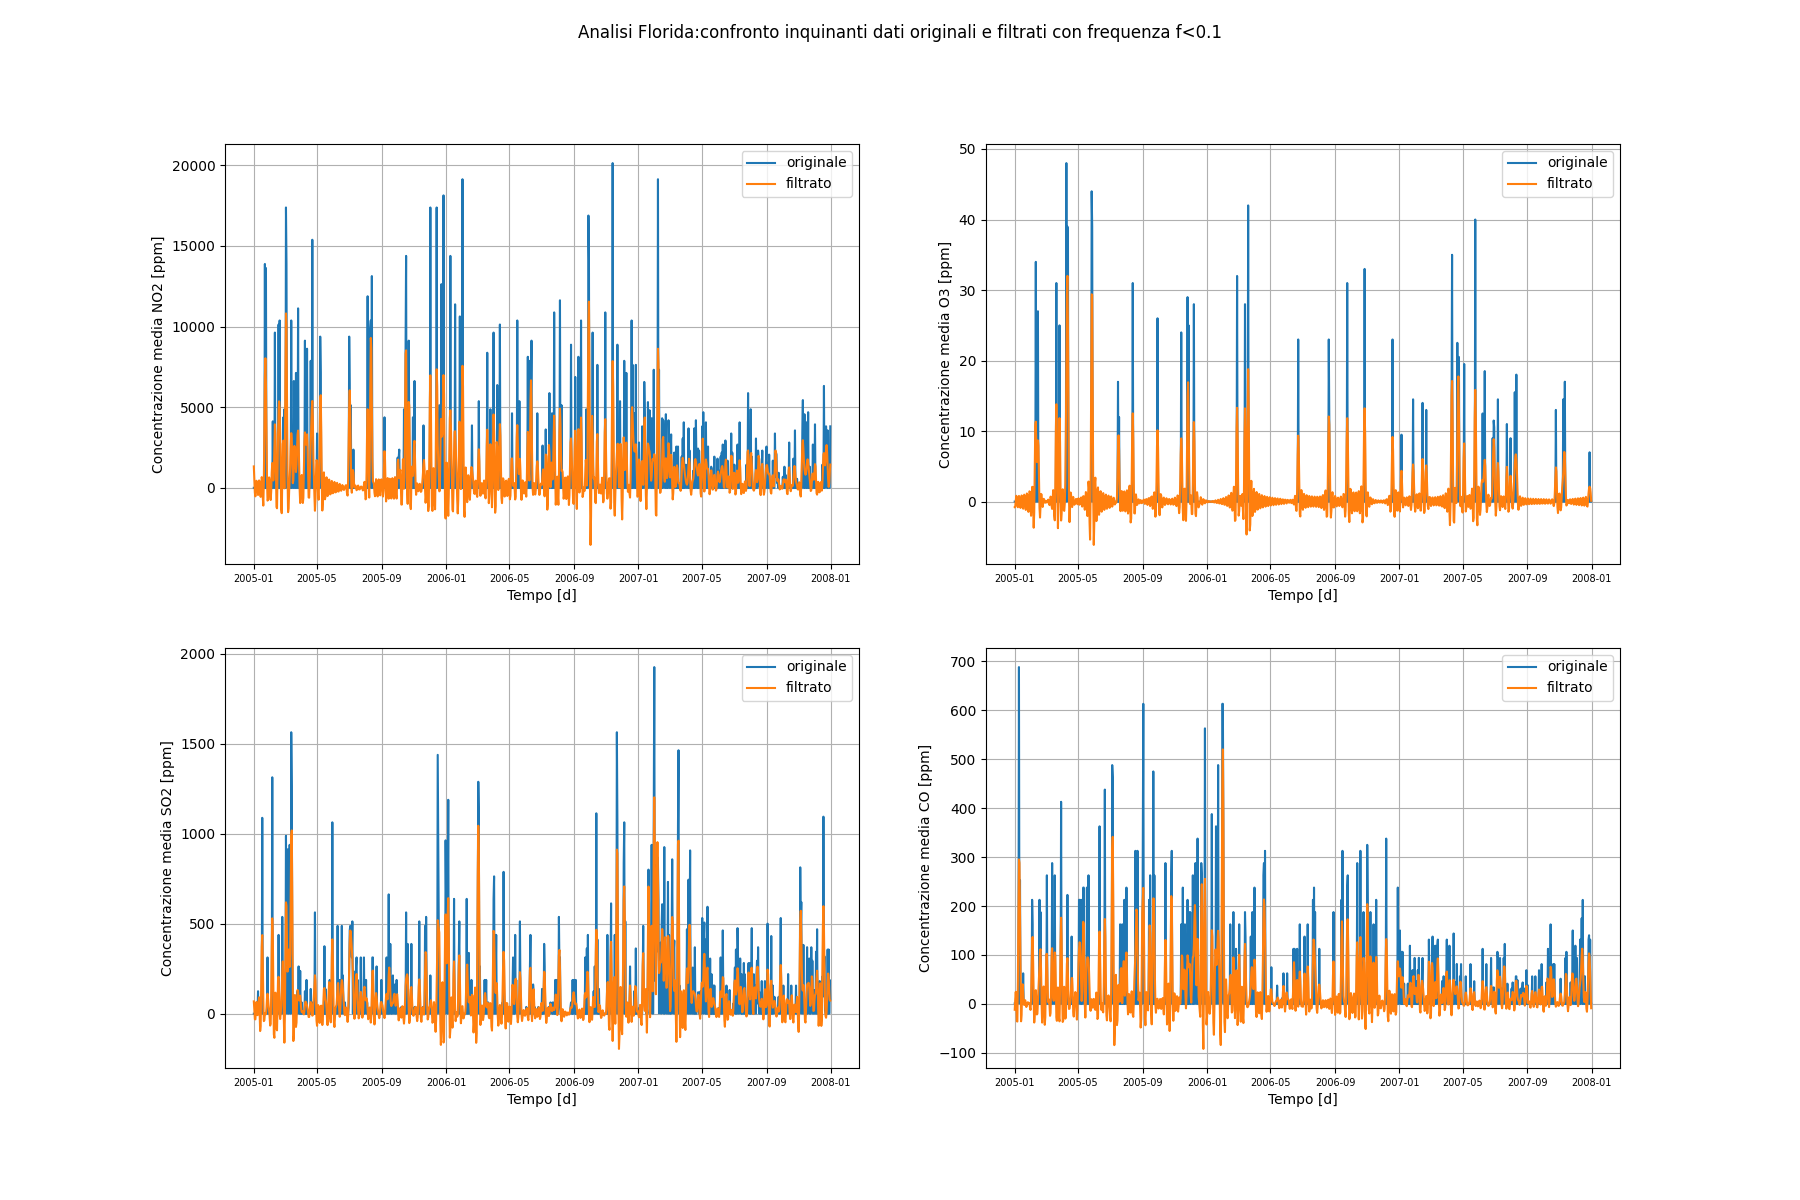 Analisi Florida:confronto inquinanti dati originali e filtrati con frequenza f<0.1
Concentrazione media NO2 [ppm]
20000
15000
10000
5000
0
originale
filtrato
2005-01 2005-05 2005-09 2006-01 2006-05 2006-09 2007-01 2007-05 2007-09 2008-01
Tempo [d]
Concentrazione media O3 [ppm]
50
40
30
20
10
0
originale
filtrato
2005-01 2005-05 2005-09 2006-01 2006-05 2006-09 2007-01 2007-05 2007-09 2008-01
Tempo [d]
Concentrazione media SO2 [ppm]
2000
1500
1000
500
0
originale
filtrato
2005-01 2005-05 2005-09 2006-01 2006-05 2006-09 2007-01 2007-05 2007-09 2008-01
Tempo [d]
Concentrazione media CO [ppm]
700
600
500
400
300
200
100
0
−100
originale
filtrato
2005-01 2005-05 2005-09 2006-01 2006-05 2006-09 2007-01 2007-05 2007-09 2008-01
Tempo [d]